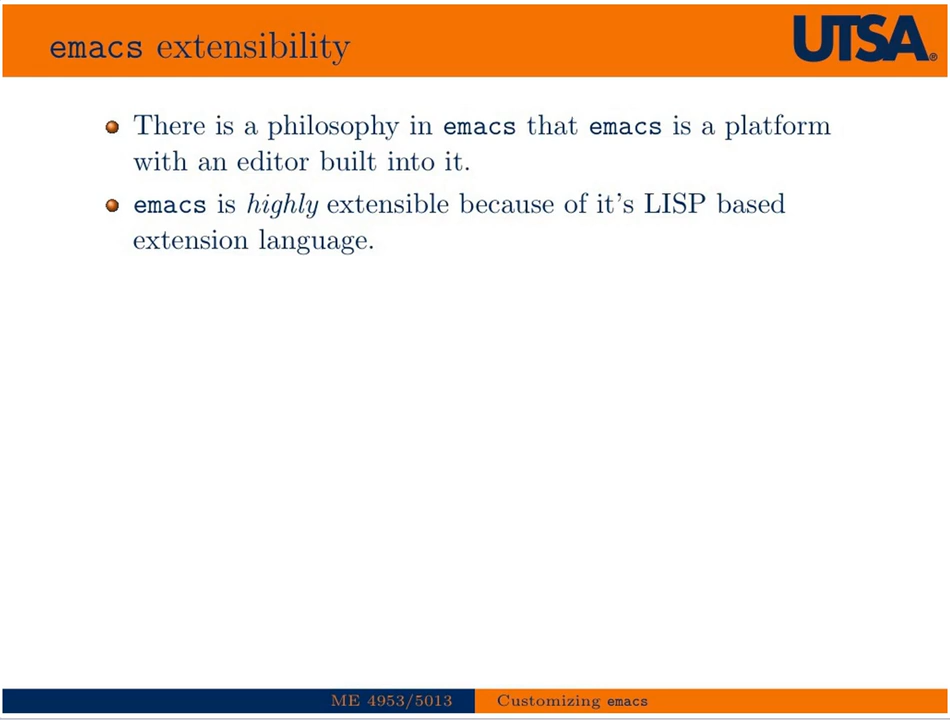 emacs extensibility
UTSA®
There is a philosophy in emacs that emacs is a platform
with an editor built into it.
emacs is highly extensible because of it's LISP based
extension language.
ME 4953/5013
Customizing emacs